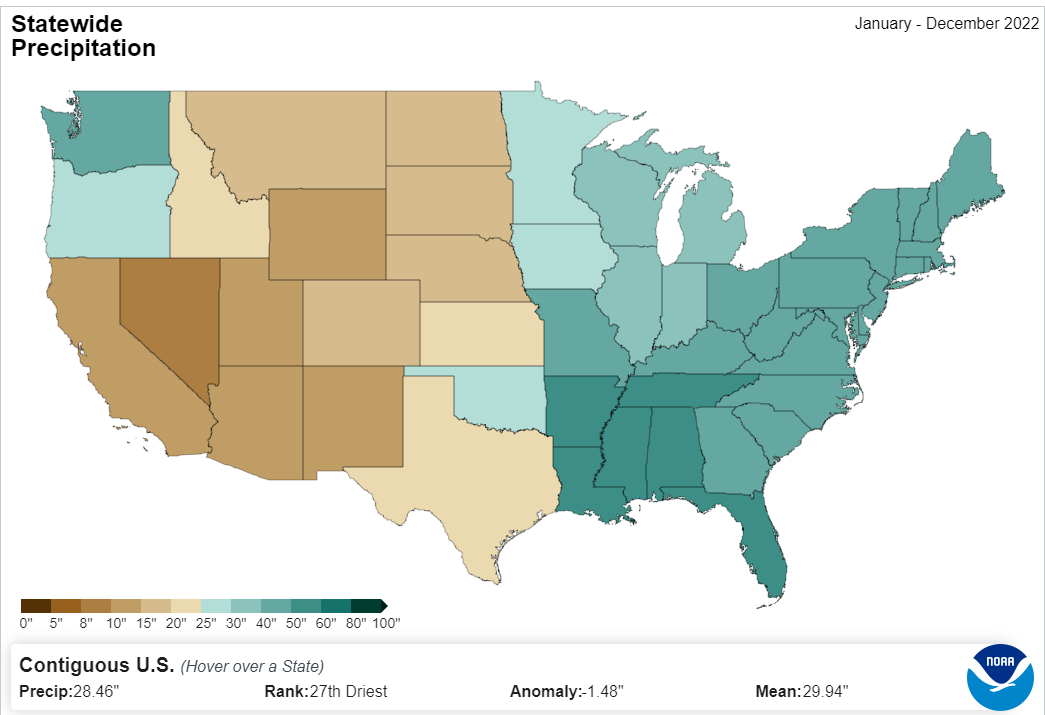 Statewide
Precipitation
January - December 2022
0" 5" 8" 10" 15" 20" 25" 30" 40" 50" 60" 80" 100"
Contiguous U.S. (Hover over a State)
Precip:28.46" Rank:27th Driest Anomaly:-1.48" Mean:29.94"
NOAA